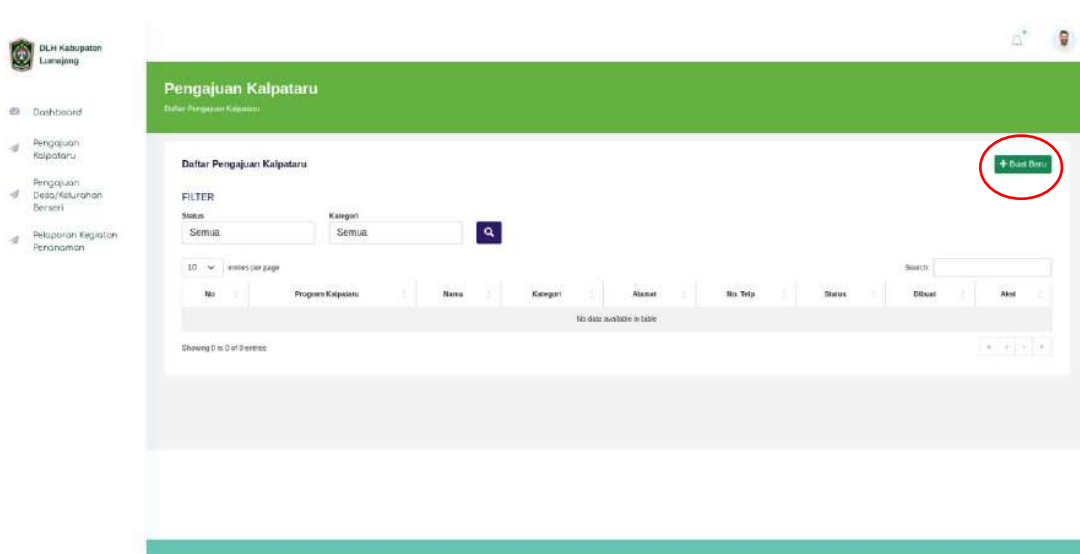 DLH Kabupaten
Lumajang
Dashboard
Pengajuan
Kalpataru
Pengajuan
Desa/Kelurahan
Berseri
Pelaporan Kegiatan
Penanaman
Pengajuan Kalpataru
Daftar Pengajuan Kalpataru
Daftar Pengajuan Kalpataru
+ Buat Baru
FILTER
Status Kategori
Semua Semua
10 entries per page Search:
No Program Kalpataru Nama Kategori Alamat No. Telp Status Dibuat Aksi
No data available in table
Showing 0 to 0 of 0 entries
« ‹ › »